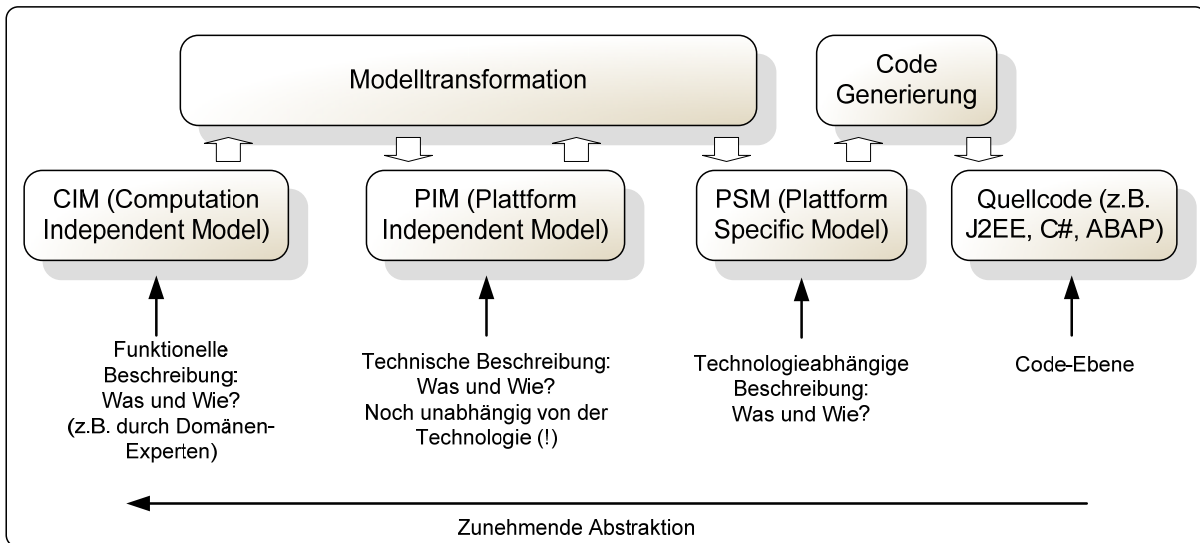 Modelltransformation
Code
Generierung
CIM (Computation
Independent Model)
PIM (Plattform
Independent Model)
PSM (Plattform
Specific Model)
Quellcode (z.B.
J2EE, C#, ABAP)
Funktionelle
Beschreibung:
Was und Wie?
(z.B. durch Domänen-
Experten)
Technische Beschreibung:
Was und Wie?
Noch unabhängig von der
Technologie (!)
Technologieabhängige
Beschreibung:
Was und Wie?
Code-Ebene
Zunehmende Abstraktion